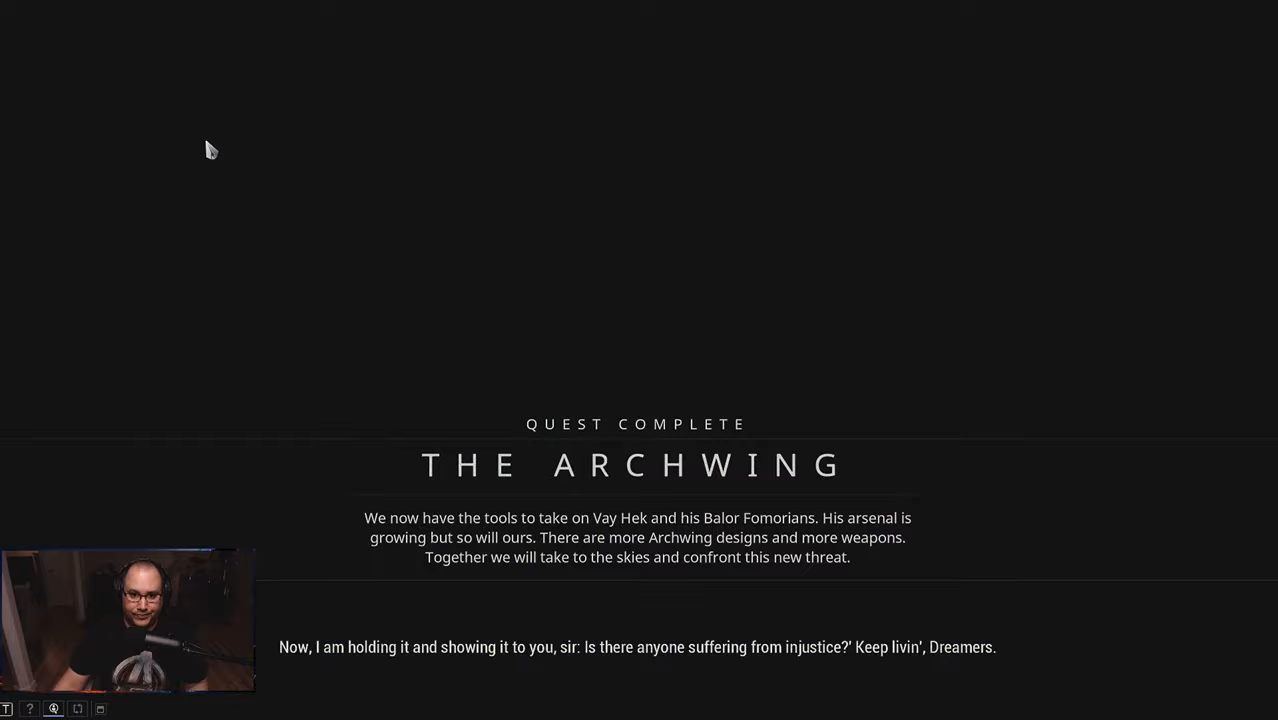 QUEST COMPLETE
THE ARCHWING
We now have the tools to take on Vay Hek and his Balor Fomorians. His arsenal is
growing but so will ours. There are more Archwing designs and more weapons.
Together we will take to the skies and confront this new threat.
Now, I am holding it and showing it to you, sir: Is there anyone suffering from injustice?' Keep livin', Dreamers.
T
?